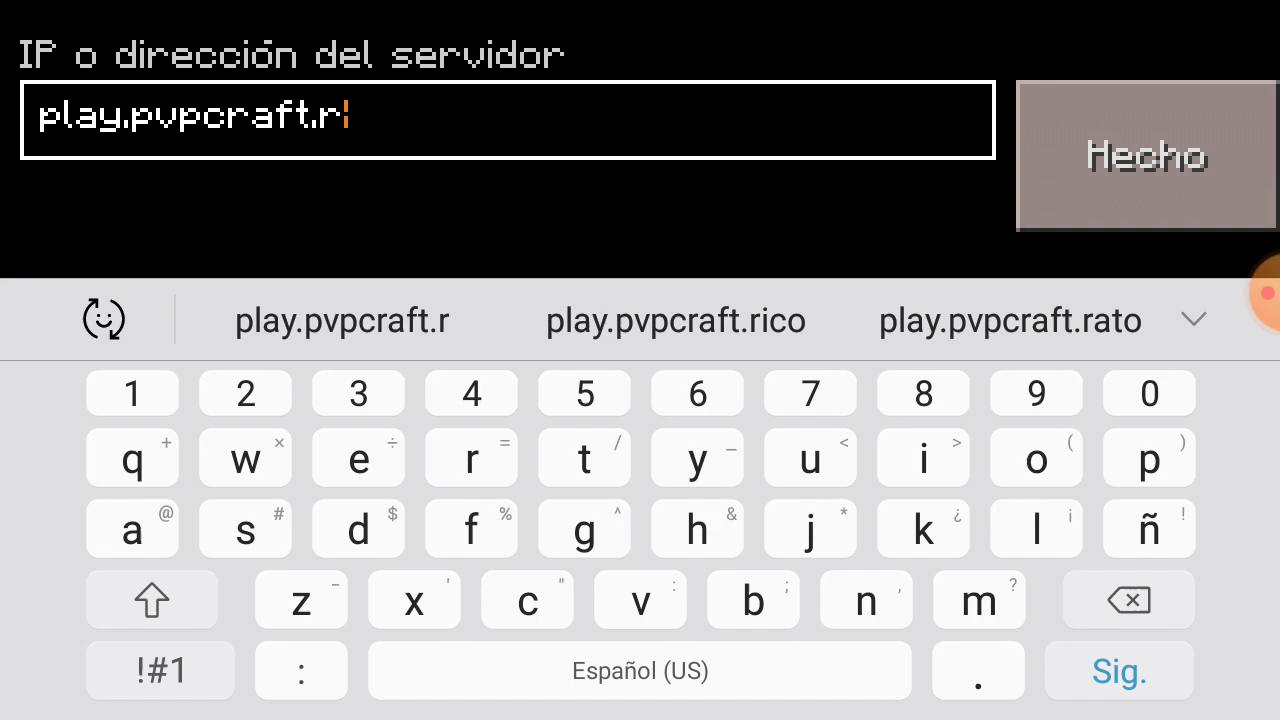 IP o dirección del servidor
play.pvpcraft.r
Hecho
play.pvpcraft.r play.pvpcraft.rico play.pvpcraft.rato
1 2 3 4 5 6 7 8 9 0
q + w × e ÷ r = t / y _ u < i > o ( p )
a @ s # d $ f % g ^ h & j * k ¿ l ¡ ñ !
z - x ' c " v : b ; n , m ?
!#1 : Español (US) . Sig.